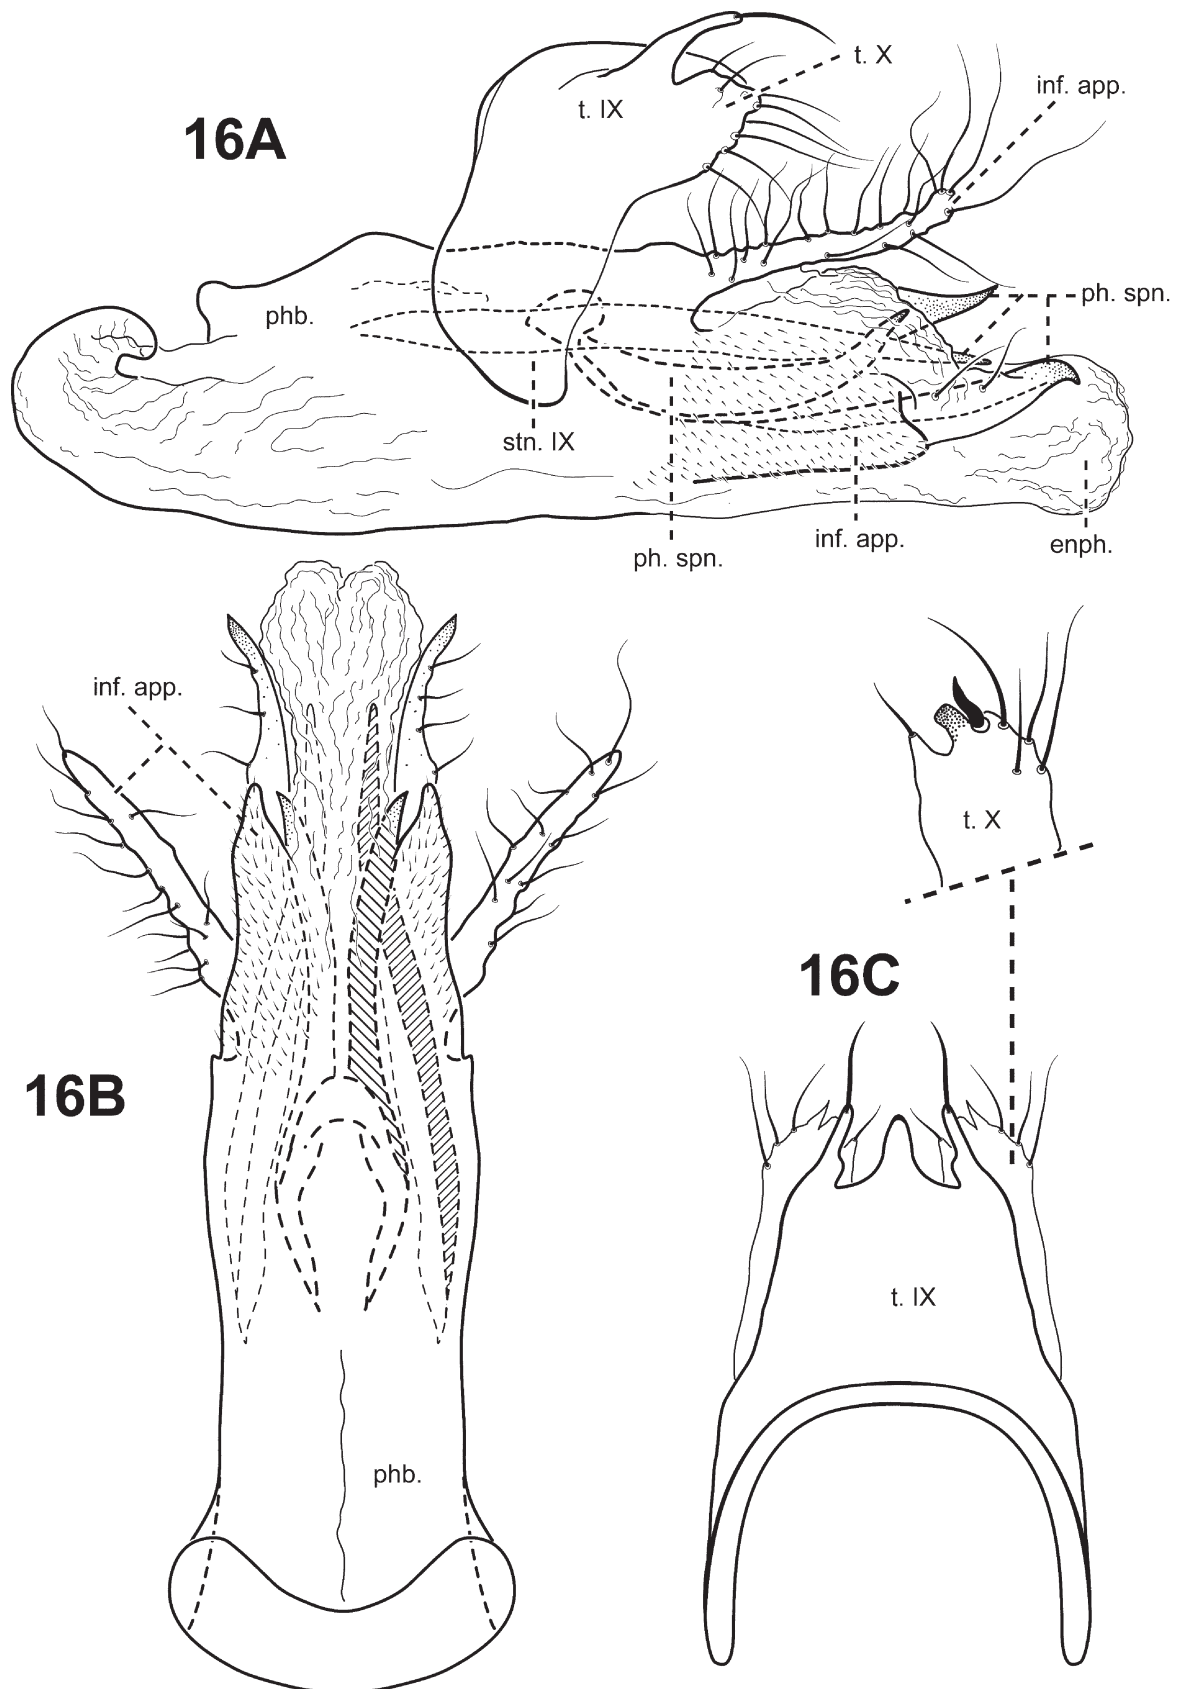 16A
t. IX
t. X
inf. app.
phb.
ph. spn.
stn. IX
ph. spn.
inf. app.
enph.
inf. app.
16B
phb.
t. X
16C
t. IX